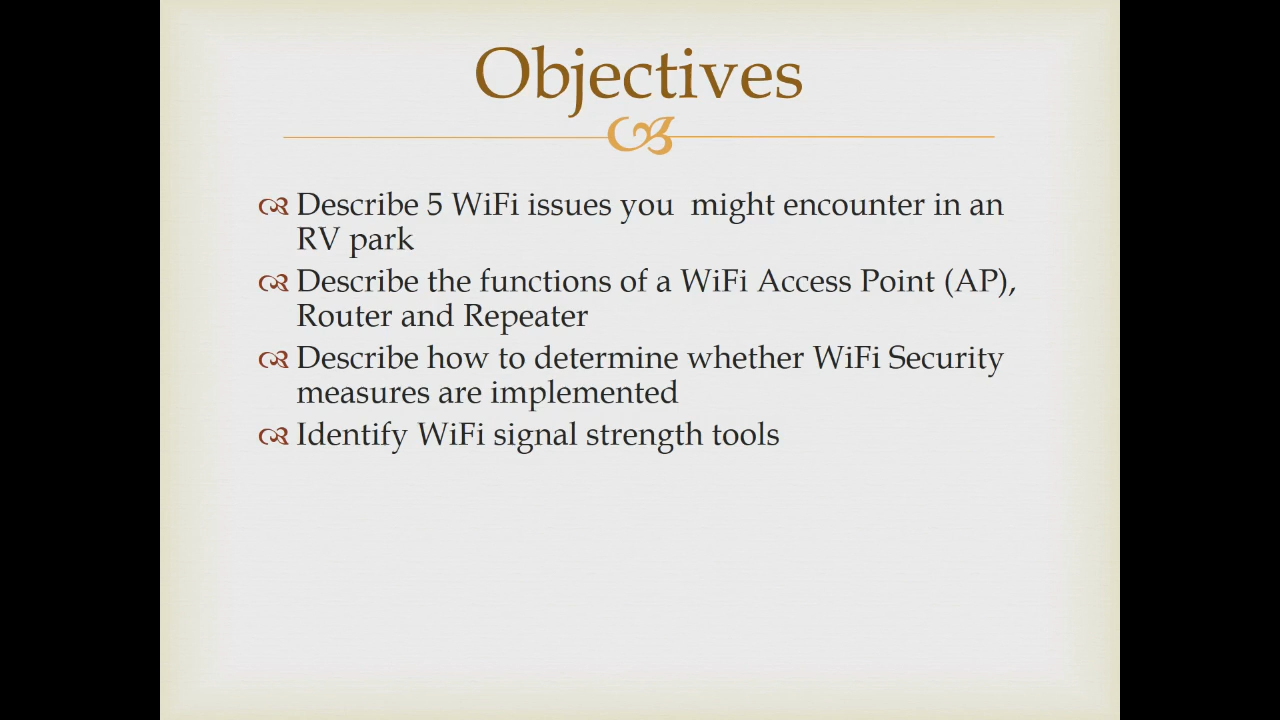 Objectives
Describe 5 WiFi issues you  might encounter in an
RV park
Describe the functions of a WiFi Access Point (AP),
Router and Repeater
Describe how to determine whether WiFi Security
measures are implemented
Identify WiFi signal strength tools